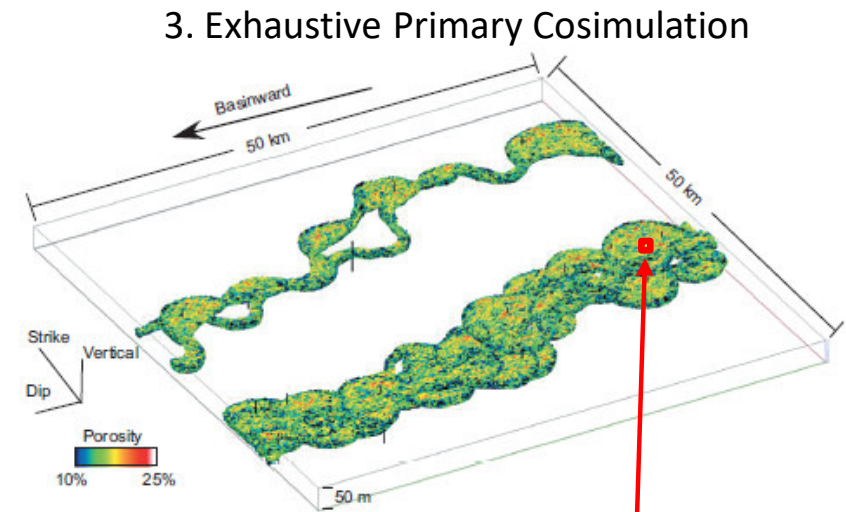 3. Exhaustive Primary Cosimulation
Basinward
50 km
50 km
Strike
Vertical
Dip
Porosity
10%
25%
50 m